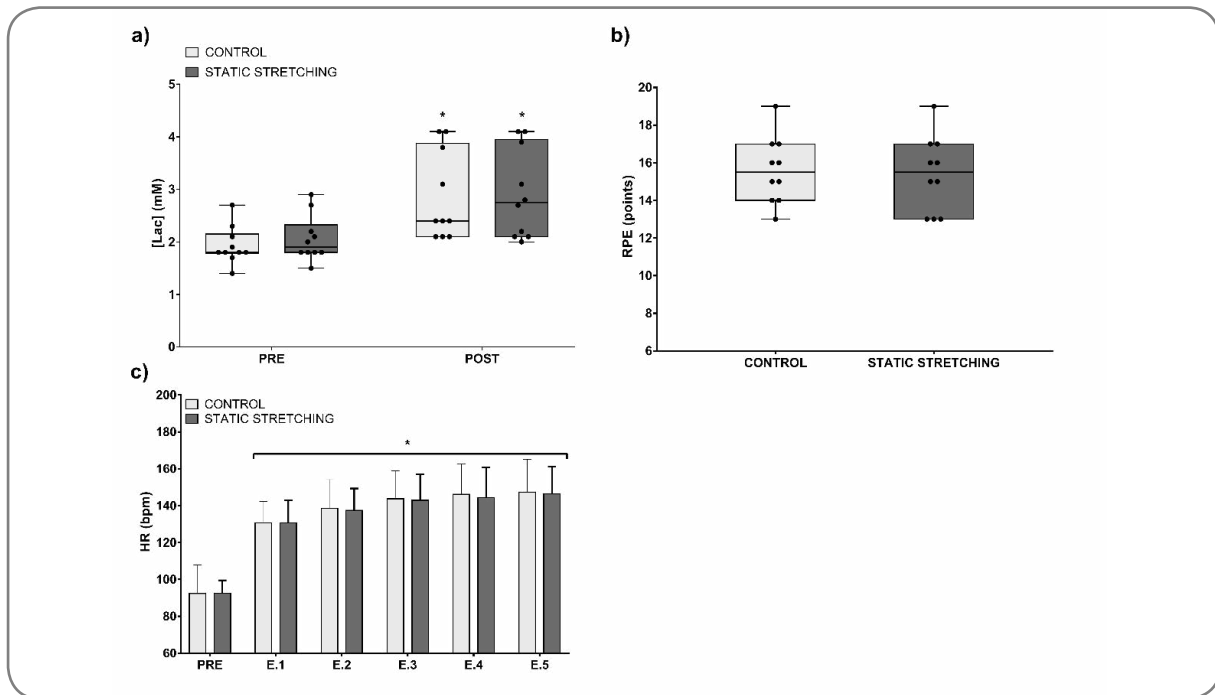 a)
CONTROL
STATIC STRETCHING
5
4
3
2
1
0
[Lac] (mM)
* *
PRE POST
b)
20
18
16
14
12
10
8
6
RPE (points)
CONTROL STATIC STRETCHING
c)
CONTROL
STATIC STRETCHING
200
180
160
140
120
100
80
60
HR (bpm)
*
PRE E.1 E.2 E.3 E.4 E.5